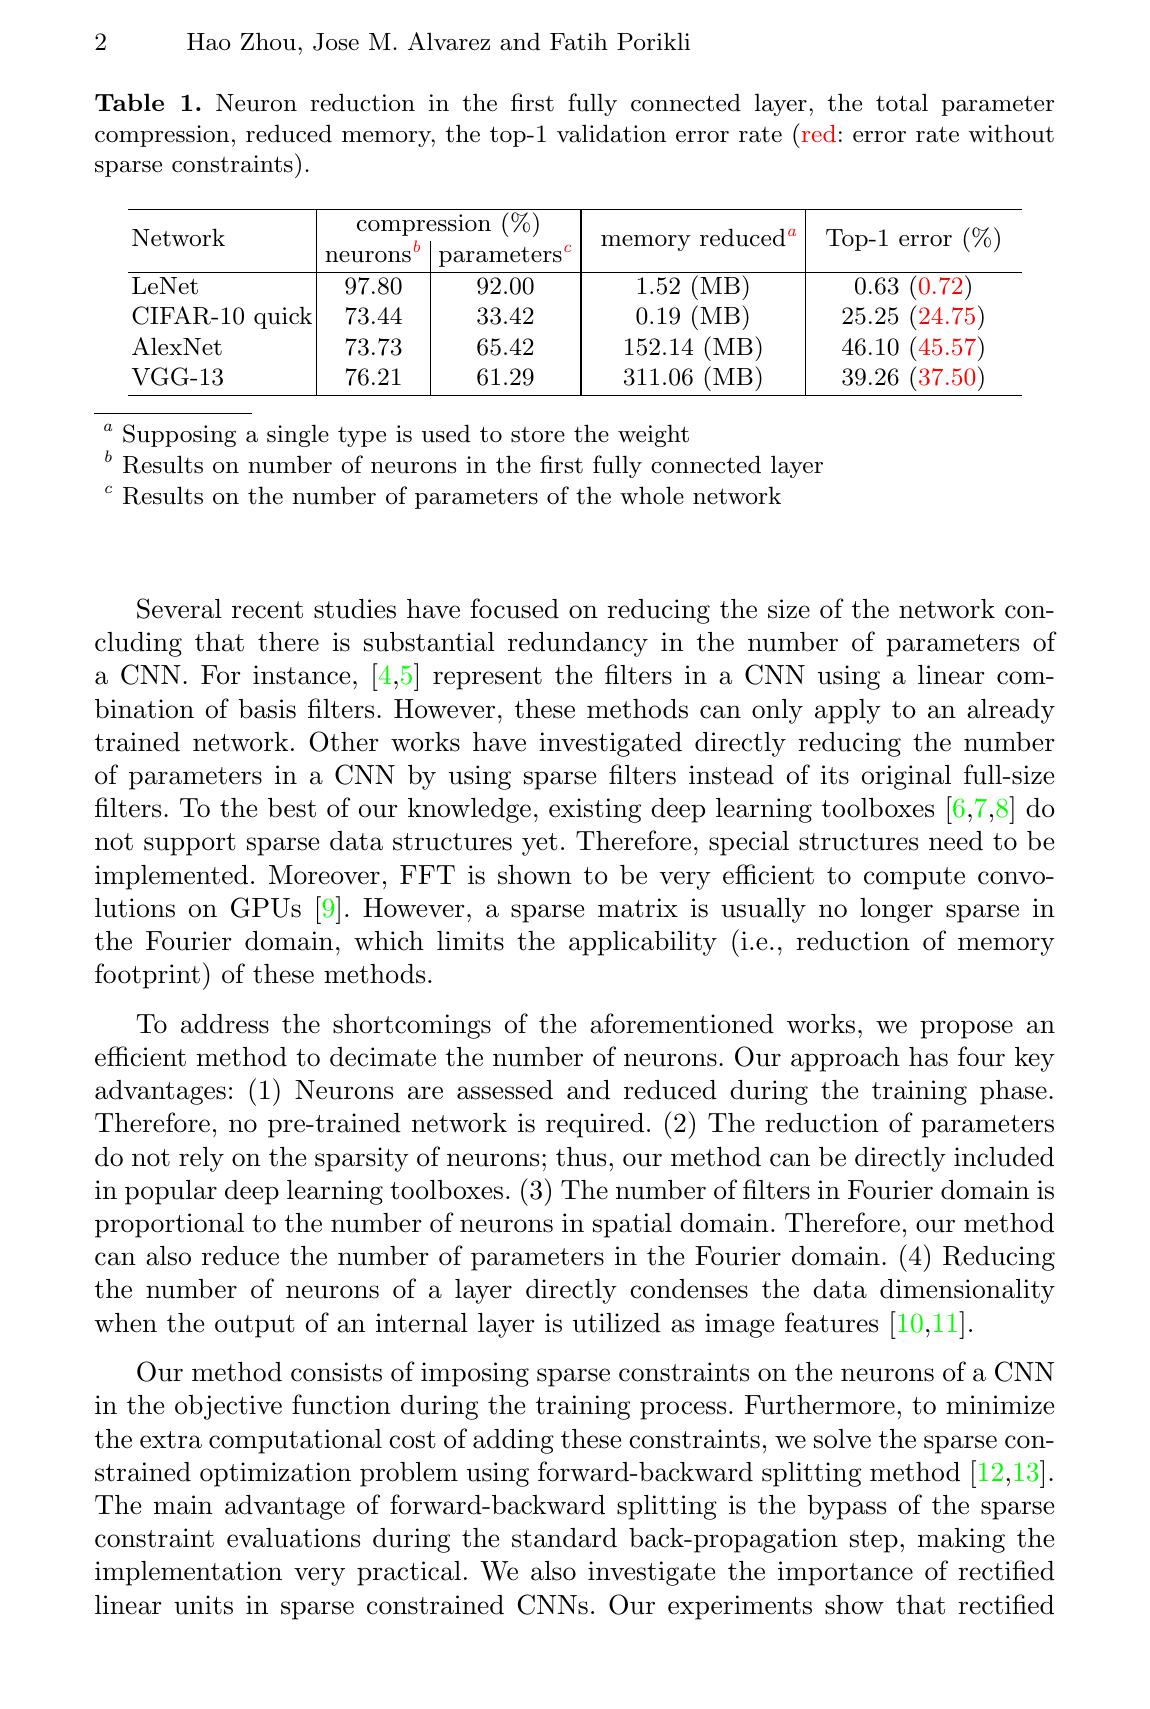 2 Hao Zhou, Jose M. Alvarez and Fatih Porikli
Table 1. Neuron reduction in the first fully connected layer, the total parameter
compression, reduced memory, the top-1 validation error rate (red: error rate without
sparse constraints).
Network compression (%) memory reduced^a Top-1 error (%)
neurons^b parameters^c
LeNet 97.80 92.00 1.52 (MB) 0.63 (0.72)
CIFAR-10 quick 73.44 33.42 0.19 (MB) 25.25 (24.75)
AlexNet 73.73 65.42 152.14 (MB) 46.10 (45.57)
VGG-13 76.21 61.29 311.06 (MB) 39.26 (37.50)
^a Supposing a single type is used to store the weight
^b Results on number of neurons in the first fully connected layer
^c Results on the number of parameters of the whole network
Several recent studies have focused on reducing the size of the network con-
cluding that there is substantial redundancy in the number of parameters of
a CNN. For instance, [4,5] represent the filters in a CNN using a linear com-
bination of basis filters. However, these methods can only apply to an already
trained network. Other works have investigated directly reducing the number
of parameters in a CNN by using sparse filters instead of its original full-size
filters. To the best of our knowledge, existing deep learning toolboxes [6,7,8] do
not support sparse data structures yet. Therefore, special structures need to be
implemented. Moreover, FFT is shown to be very efficient to compute convo-
lutions on GPUs [9]. However, a sparse matrix is usually no longer sparse in
the Fourier domain, which limits the applicability (i.e., reduction of memory
footprint) of these methods.
To address the shortcomings of the aforementioned works, we propose an
efficient method to decimate the number of neurons. Our approach has four key
advantages: (1) Neurons are assessed and reduced during the training phase.
Therefore, no pre-trained network is required. (2) The reduction of parameters
do not rely on the sparsity of neurons; thus, our method can be directly included
in popular deep learning toolboxes. (3) The number of filters in Fourier domain is
proportional to the number of neurons in spatial domain. Therefore, our method
can also reduce the number of parameters in the Fourier domain. (4) Reducing
the number of neurons of a layer directly condenses the data dimensionality
when the output of an internal layer is utilized as image features [10,11].
Our method consists of imposing sparse constraints on the neurons of a CNN
in the objective function during the training process. Furthermore, to minimize
the extra computational cost of adding these constraints, we solve the sparse con-
strained optimization problem using forward-backward splitting method [12,13].
The main advantage of forward-backward splitting is the bypass of the sparse
constraint evaluations during the standard back-propagation step, making the
implementation very practical. We also investigate the importance of rectified
linear units in sparse constrained CNNs. Our experiments show that rectified